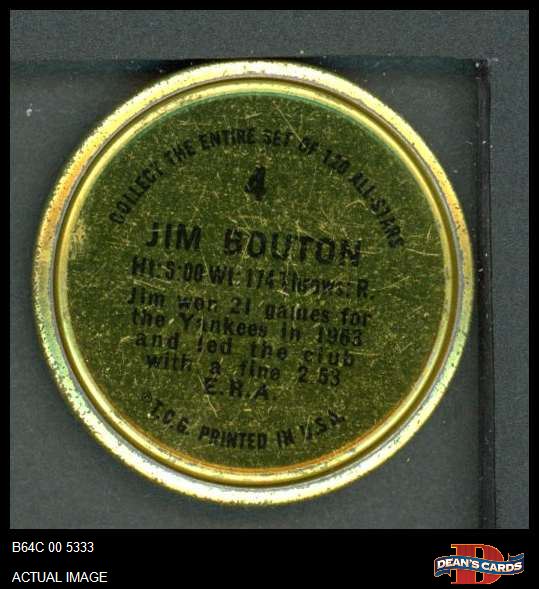 COLLECT THE ENTIRE SET OF 120 ALL-STARS
4
JIM BOUTON
Jim won 21 games for
the Yankees in 1963
and led the club
with a fine 2.53
E.R.A.
© T.C.G. PRINTED IN U.S.A.
B64C 00 5333
ACTUAL IMAGE
D
DEAN'S CARDS